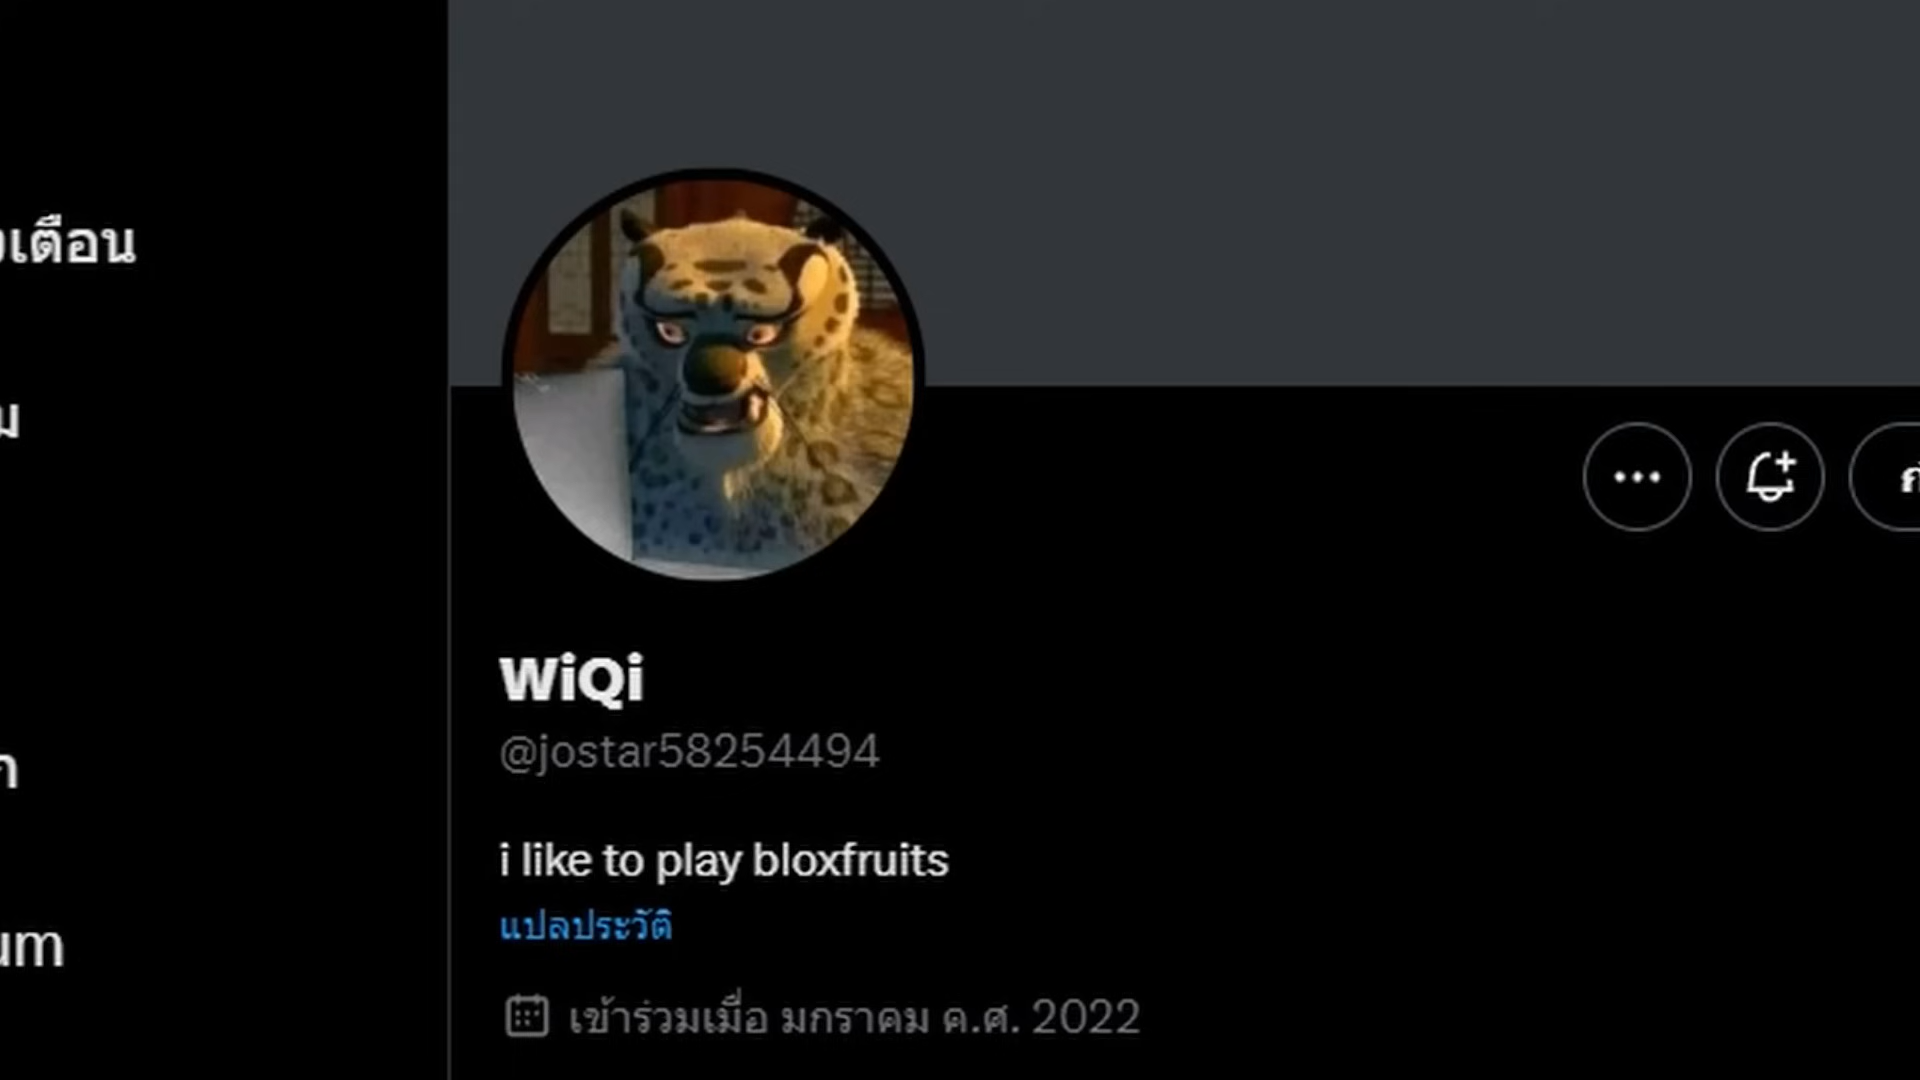 เตือน
WiQi
@jostar58254494
i like to play bloxfruits
แปลประวัติ
เข้าร่วมเมื่อ มกราคม ค.ศ. 2022
um